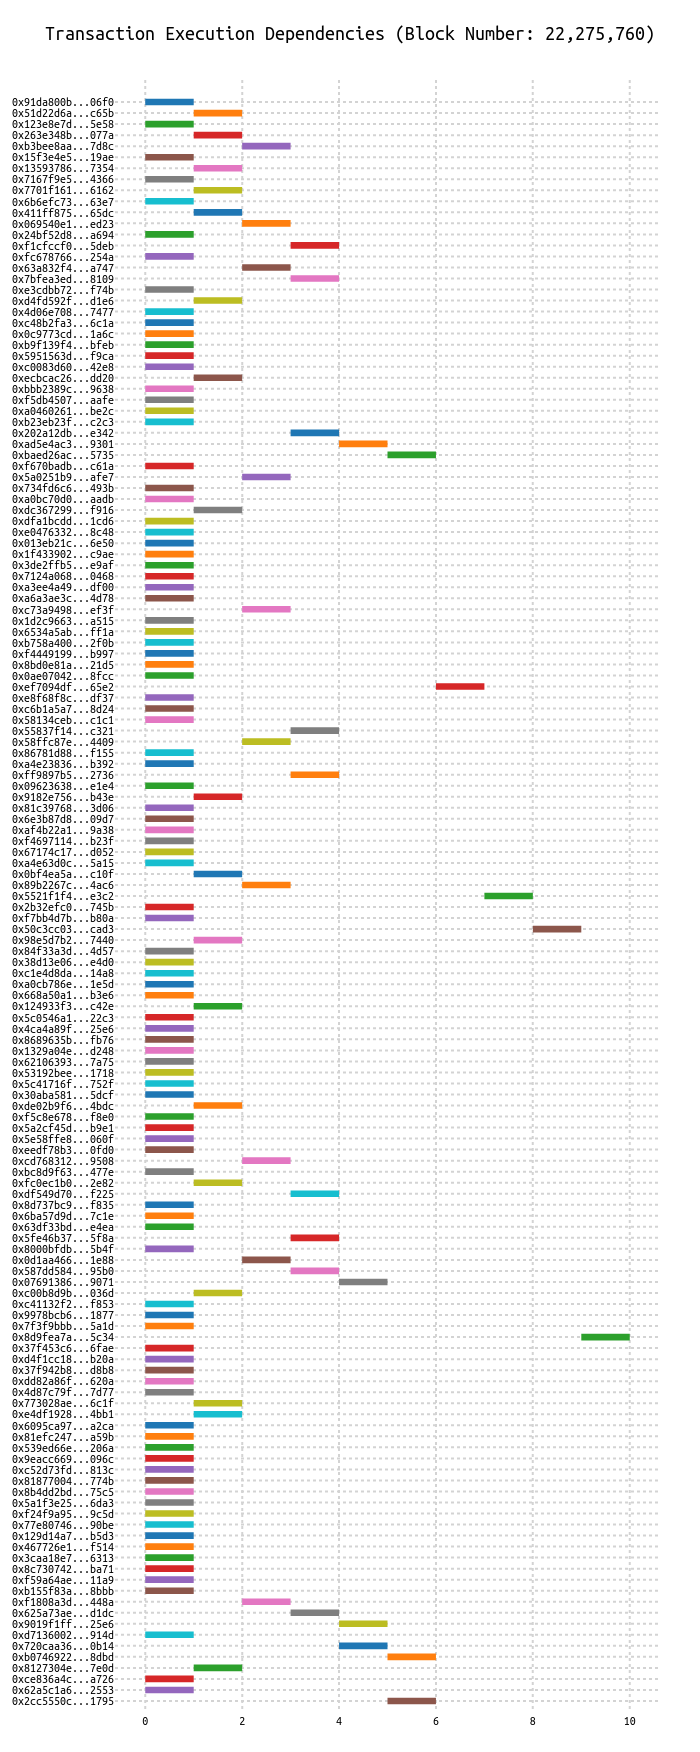 Transaction Execution Dependencies (Block Number: 22,275,760)
0x91da800b...06f0
0x51d22d6a...c65b
0x123e8e7d...5e58
0x263e348b...077a
0xb3bee8aa...7d8c
0x15f3e4e5...19ae
0x13593786...7354
0x7167f9e5...4366
0x7701f161...6162
0x6b6efc73...63e7
0x411ff875...65dc
0x069540e1...ed23
0x24bf52d8...a694
0xf1cfccf0...5deb
0xfc678766...254a
0x63a832f4...a747
0x7bfea3ed...8109
0xe3cdbb72...f74b
0xd4fd592f...d1e6
0x4d06e708...7477
0xc48b2fa3...6c1a
0x0c9773cd...1a6c
0xb9f139f4...bfeb
0x5951563d...f9ca
0xc0083d60...42e8
0xecbcac26...dd20
0xbbb2389c...9638
0xf5db4507...aafe
0xa0460261...be2c
0xb23eb23f...c2c3
0x202a12db...e342
0xad5e4ac3...9301
0xbaed26ac...5735
0xf670badb...c61a
0x5a0251b9...afe7
0x734fd6c6...493b
0xa0bc70d0...aadb
0xdc367299...f916
0xdfa1bcdd...1cd6
0xe0476332...8c48
0x013eb21c...6e50
0x1f433902...c9ae
0x3de2ffb5...e9af
0x7124a068...0468
0xa3ee4a49...df00
0xa6a3ae3c...4d78
0xc73a9498...ef3f
0x1d2c9663...a515
0x6534a5ab...ff1a
0xb758a400...2f0b
0xf4449199...b997
0x8bd0e81a...21d5
0x0ae07042...8fcc
0xef7094df...65e2
0xe8f68f8c...df37
0xc6b1a5a7...8d24
0x58134ceb...c1c1
0x55837f14...c321
0x58ffc87e...4409
0x86781d88...f155
0xa4e23836...b392
0xff9897b5...2736
0x09623638...e1e4
0x9182e756...b43e
0x81c39768...3d06
0x6e3b87d8...09d7
0xaf4b22a1...9a38
0xf4697114...b23f
0x67174c17...d052
0xa4e63d0c...5a15
0x0bf4ea5a...c10f
0x89b2267c...4ac6
0x5521f1f4...e3c2
0x2b32efc0...745b
0xf7bb4d7b...b80a
0x50c3cc03...cad3
0x98e5d7b2...7440
0x84f33a3d...4d57
0x38d13e06...e4d0
0xc1e4d8da...14a8
0xa0cb786e...1e5d
0x668a50a1...b3e6
0x124933f3...c42e
0x5c0546a1...22c3
0x4ca4a89f...25e6
0x8689635b...fb76
0x1329a04e...d248
0x62106393...7a75
0x53192bee...1718
0x5c41716f...752f
0x30aba581...5dcf
0xde02b9f6...4bdc
0xf5c8e678...f8e0
0x5a2cf45d...b9e1
0x5e58ffe8...060f
0xeedf78b3...0fd0
0xcd768312...9508
0xbc8d9f63...477e
0xfc0ec1b0...2e82
0xdf549d70...f225
0x8d737bc9...f835
0x6ba57d9d...7c1e
0x63df33bd...e4ea
0x5fe46b37...5f8a
0x8000bfdb...5b4f
0x0d1aa466...1e88
0x587dd584...95b0
0x07691386...9071
0xc00b8d9b...036d
0xc41132f2...f853
0x9978bcb6...1877
0x7f3f9bbb...5a1d
0x8d9fea7a...5c34
0x37f453c6...6fae
0xd4f1cc18...b20a
0x37f942b8...d8b8
0xdd82a86f...620a
0x4d87c79f...7d77
0x773028ae...6c1f
0xe4df1928...4bb1
0x6095ca97...a2ca
0x81efc247...a59b
0x539ed66e...206a
0x9eacc669...096c
0xc52d73fd...813c
0x81877004...774b
0x8b4dd2bd...75c5
0x5a1f3e25...6da3
0xf24f9a95...9c5d
0x77e80746...90be
0x129d14a7...b5d3
0x467726e1...f514
0x3caa18e7...6313
0x8c730742...ba71
0xf59a64ae...11a9
0xb155f83a...8bbb
0xf1808a3d...448a
0x625a73ae...d1dc
0x9019f1ff...25e6
0xd7136002...914d
0x720caa36...0b14
0xb0746922...8dbd
0x8127304e...7e0d
0xce836a4c...a726
0x62a5c1a6...2553
0x2cc5550c...1795
0 2 4 6 8 10